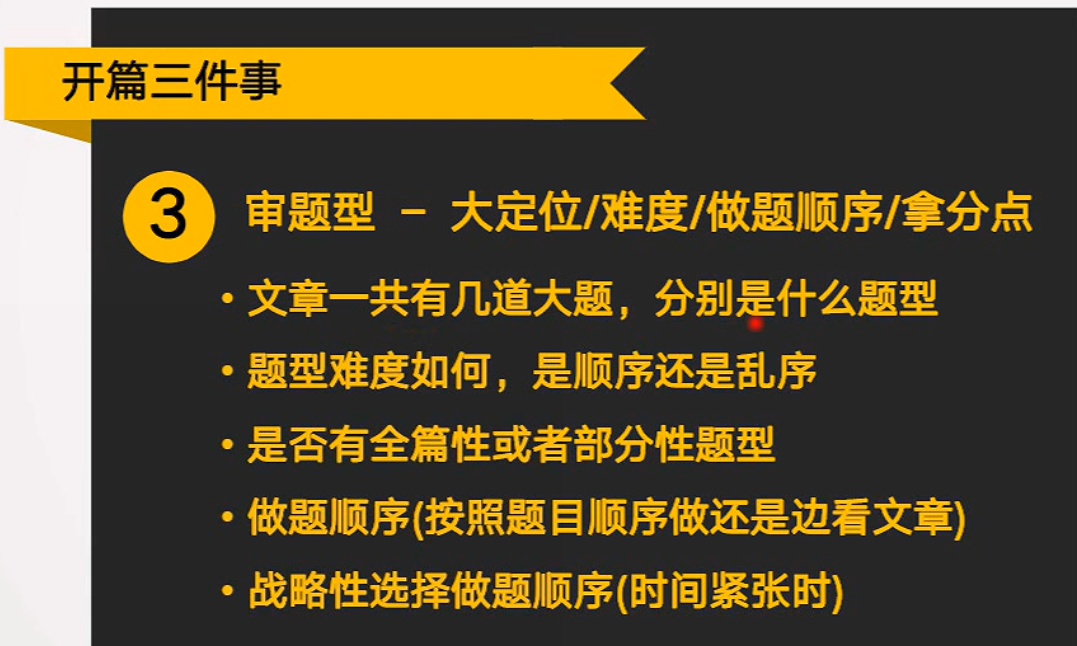 开篇三件事
3 审题型 - 大定位/难度/做题顺序/拿分点
• 文章一共有几道大题，分别是什么题型
• 题型难度如何，是顺序还是乱序
• 是否有全篇性或者部分性题型
• 做题顺序(按照题目顺序做还是边看文章)
• 战略性选择做题顺序(时间紧张时)